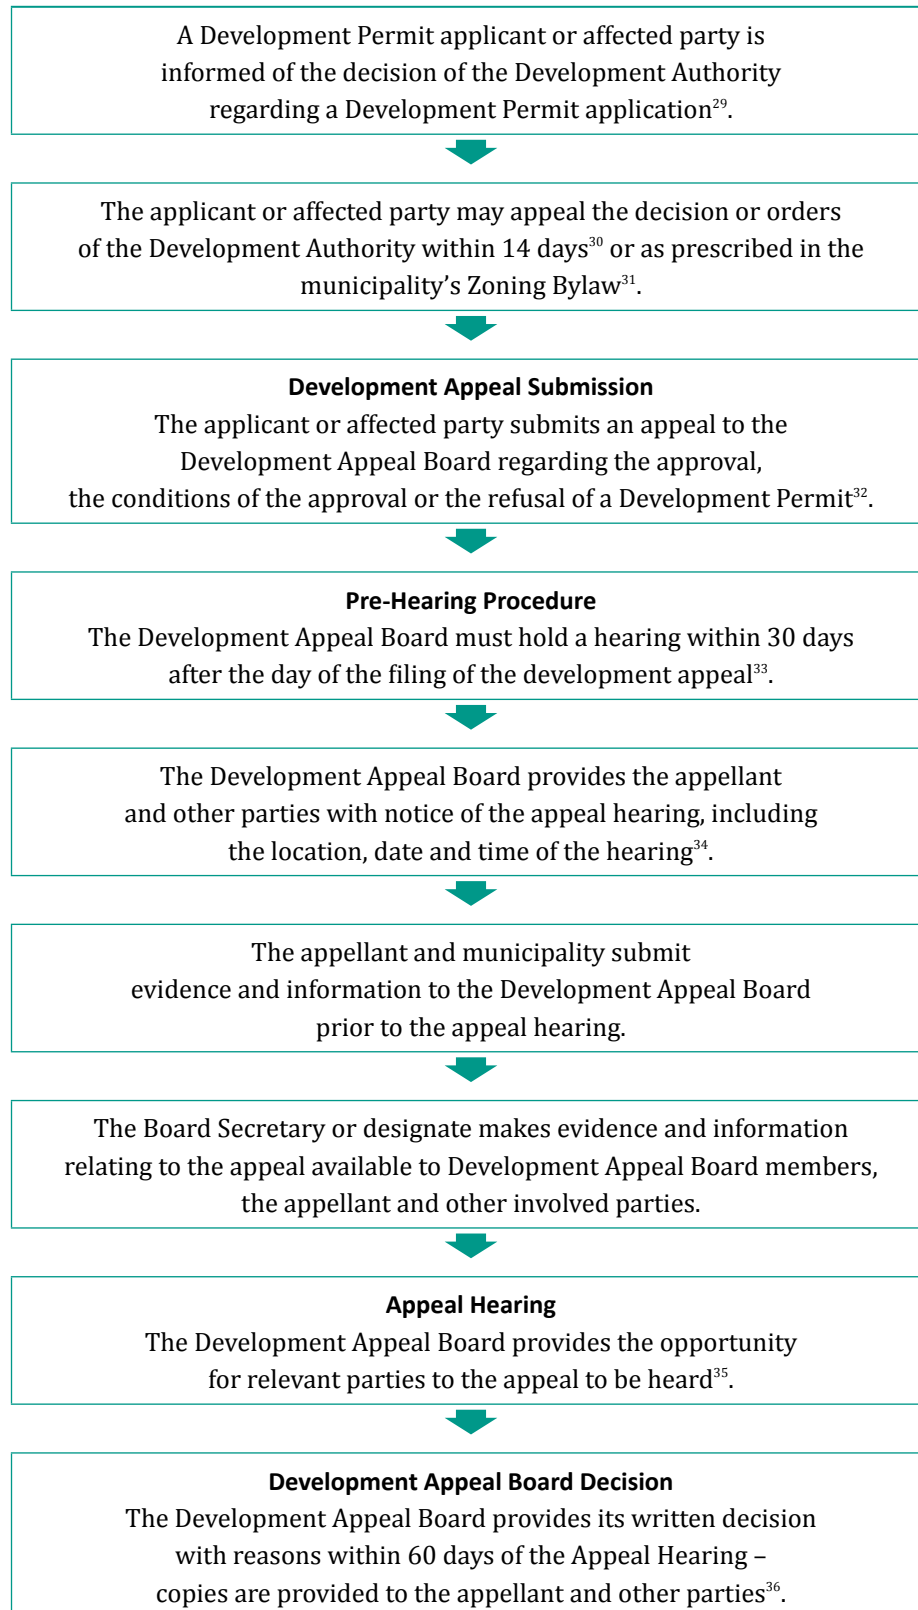 A Development Permit applicant or affected party is
informed of the decision of the Development Authority
regarding a Development Permit application²⁹.
The applicant or affected party may appeal the decision or orders
of the Development Authority within 14 days³⁰ or as prescribed in the
municipality’s Zoning Bylaw³¹.
Development Appeal Submission
The applicant or affected party submits an appeal to the
Development Appeal Board regarding the approval,
the conditions of the approval or the refusal of a Development Permit³².
Pre-Hearing Procedure
The Development Appeal Board must hold a hearing within 30 days
after the day of the filing of the development appeal³³.
The Development Appeal Board provides the appellant
and other parties with notice of the appeal hearing, including
the location, date and time of the hearing³⁴.
The appellant and municipality submit
evidence and information to the Development Appeal Board
prior to the appeal hearing.
The Board Secretary or designate makes evidence and information
relating to the appeal available to Development Appeal Board members,
the appellant and other involved parties.
Appeal Hearing
The Development Appeal Board provides the opportunity
for relevant parties to the appeal to be heard³⁵.
Development Appeal Board Decision
The Development Appeal Board provides its written decision
with reasons within 60 days of the Appeal Hearing –
copies are provided to the appellant and other parties³⁶.